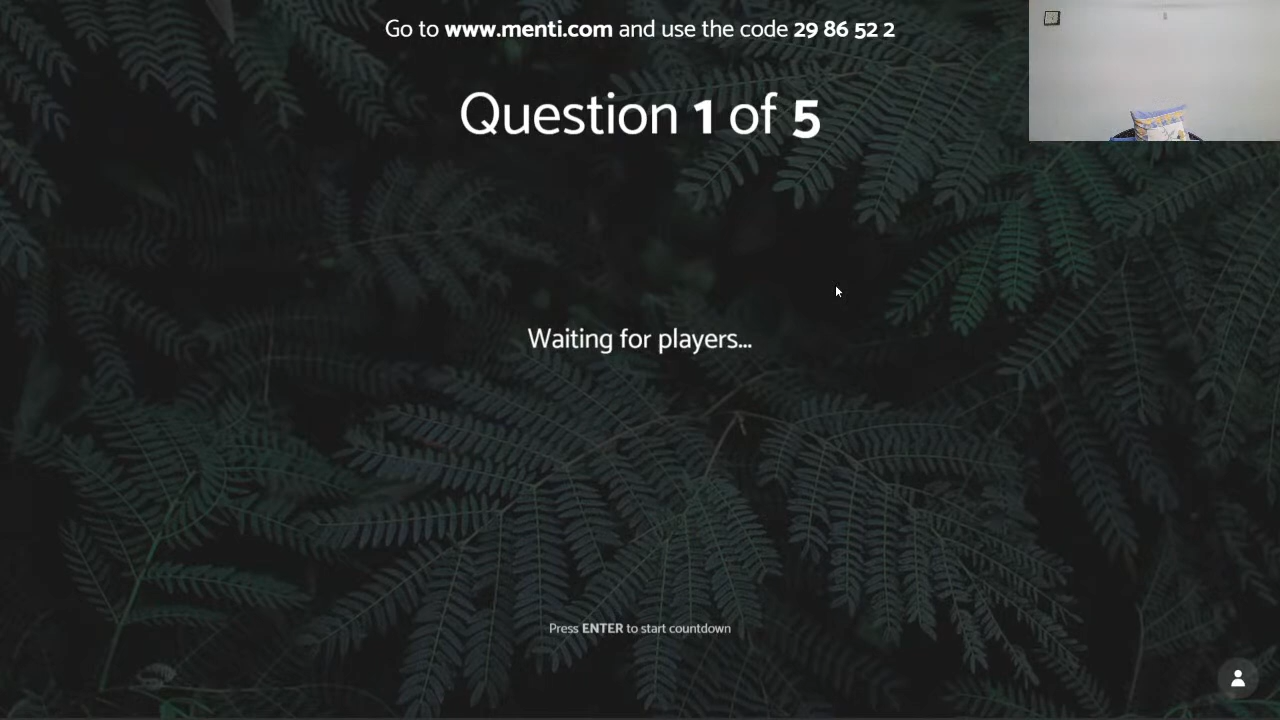 Go to www.menti.com and use the code 29 86 52 2
Question 1 of 5
Waiting for players...
Press ENTER to start countdown